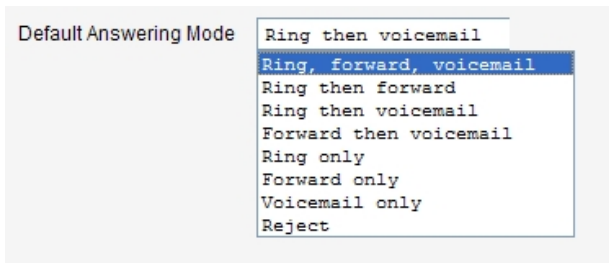 Default Answering Mode Ring then voicemail
Ring, forward, voicemail
Ring then forward
Ring then voicemail
Forward then voicemail
Ring only
Forward only
Voicemail only
Reject